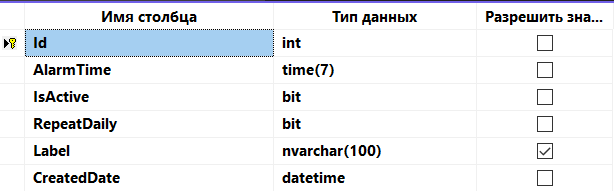 Имя столбца Тип данных Разрешить зна...
Id int
AlarmTime time(7)
IsActive bit
RepeatDaily bit
Label nvarchar(100)
CreatedDate datetime